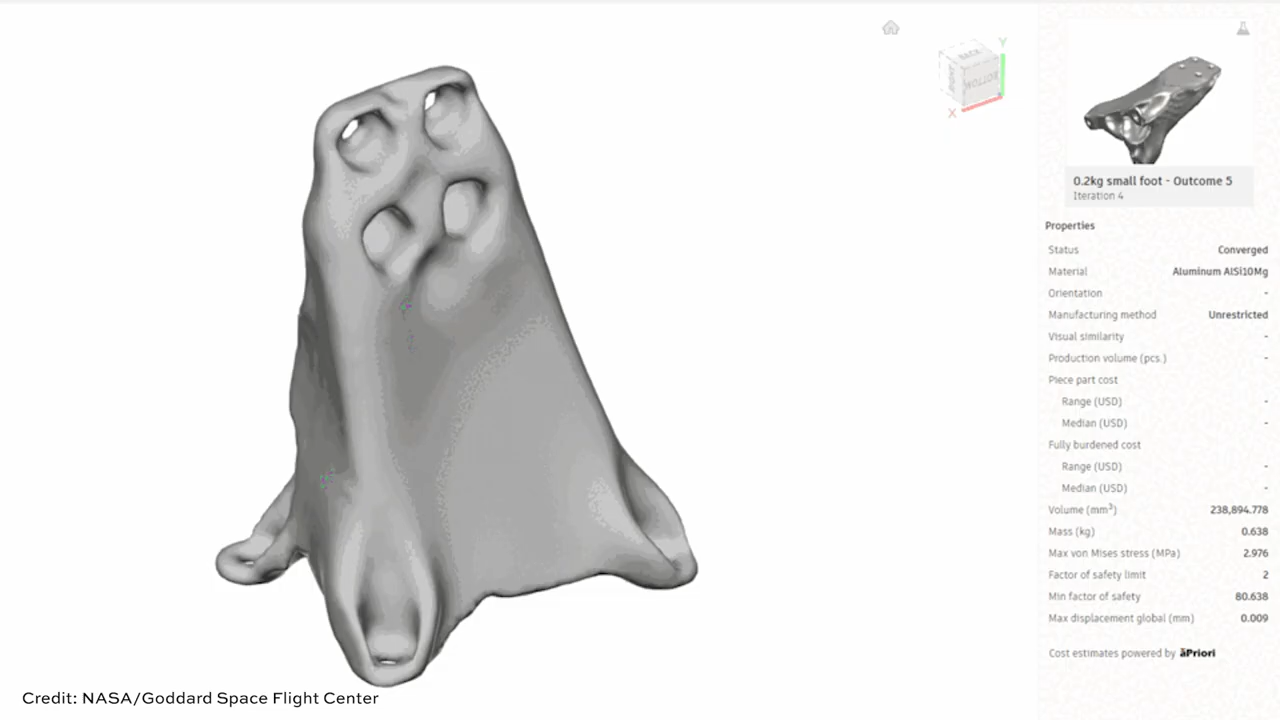 Y
BACK
BOTTOM
X
0.2kg small foot - Outcome 5
Iteration 4
Properties
Status Converged
Material Aluminum AlSi10Mg
Orientation -
Manufacturing method Unrestricted
Visual similarity -
Production volume (pcs.) -
Piece part cost
Range (USD) -
Median (USD) -
Fully burdened cost
Range (USD) -
Median (USD) -
Volume (mm³) 238,894.778
Mass (kg) 0.638
Max von Mises stress (MPa) 2.976
Factor of safety limit 2
Min factor of safety 80.638
Max displacement global (mm) 0.009
Cost estimates powered by āPriori
Credit: NASA/Goddard Space Flight Center